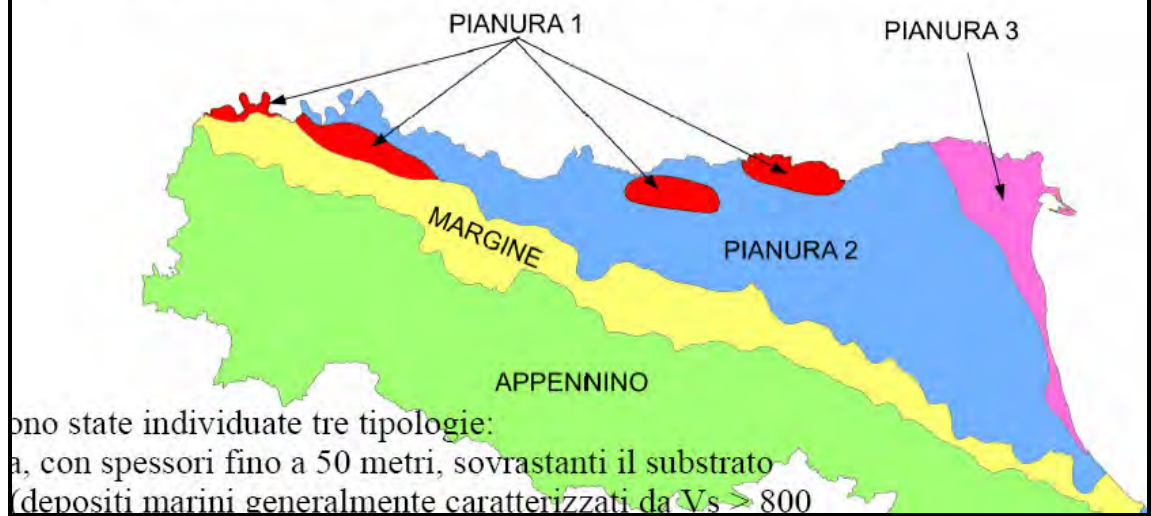 PIANURA 1
PIANURA 3
MARGINE
PIANURA 2
APPENNINO
ono state individuate tre tipologie:
a, con spessori fino a 50 metri, sovrastanti il substrato
(depositi marini generalmente caratterizzati da Vs > 800